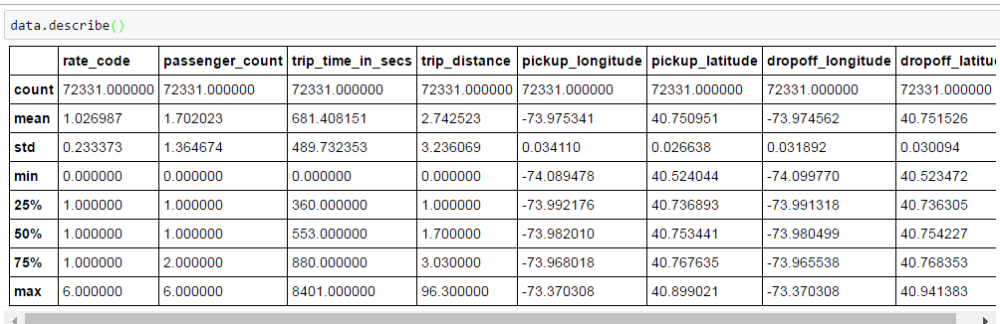 data.describe()
rate_code passenger_count trip_time_in_secs trip_distance pickup_longitude pickup_latitude dropoff_longitude dropoff_latitude
count 72331.000000 72331.000000 72331.000000 72331.000000 72331.000000 72331.000000 72331.000000 72331.000000
mean 1.026987 1.702023 681.408151 2.742523 -73.975341 40.750951 -73.974562 40.751526
std 0.233373 1.364674 489.732353 3.236069 0.034110 0.026638 0.031892 0.030094
min 0.000000 0.000000 0.000000 0.000000 -74.089478 40.524044 -74.099770 40.523472
25% 1.000000 1.000000 360.000000 1.000000 -73.992176 40.736893 -73.991318 40.736305
50% 1.000000 1.000000 553.000000 1.700000 -73.982010 40.753441 -73.980499 40.754227
75% 1.000000 2.000000 880.000000 3.030000 -73.968018 40.767635 -73.965538 40.768353
max 6.000000 6.000000 8401.000000 96.300000 -73.370308 40.899021 -73.370308 40.941383